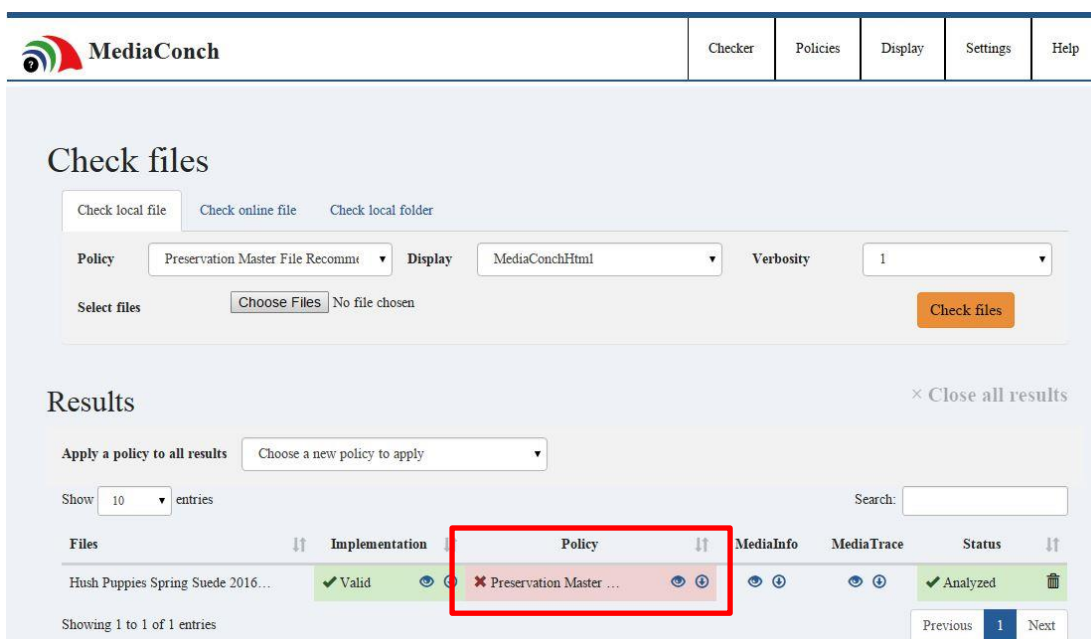 MediaConch Checker Policies Display Settings Help
Check files
Check local file Check online file Check local folder
Policy Preservation Master File Recomme Display MediaConchHtml Verbosity 1
Select files Choose Files No file chosen Check files
Results × Close all results
Apply a policy to all results Choose a new policy to apply
Show 10 entries Search:
Files Implementation Policy MediaInfo MediaTrace Status
Hush Puppies Spring Suede 2016... Valid Preservation Master ... Analyzed
Showing 1 to 1 of 1 entries Previous 1 Next